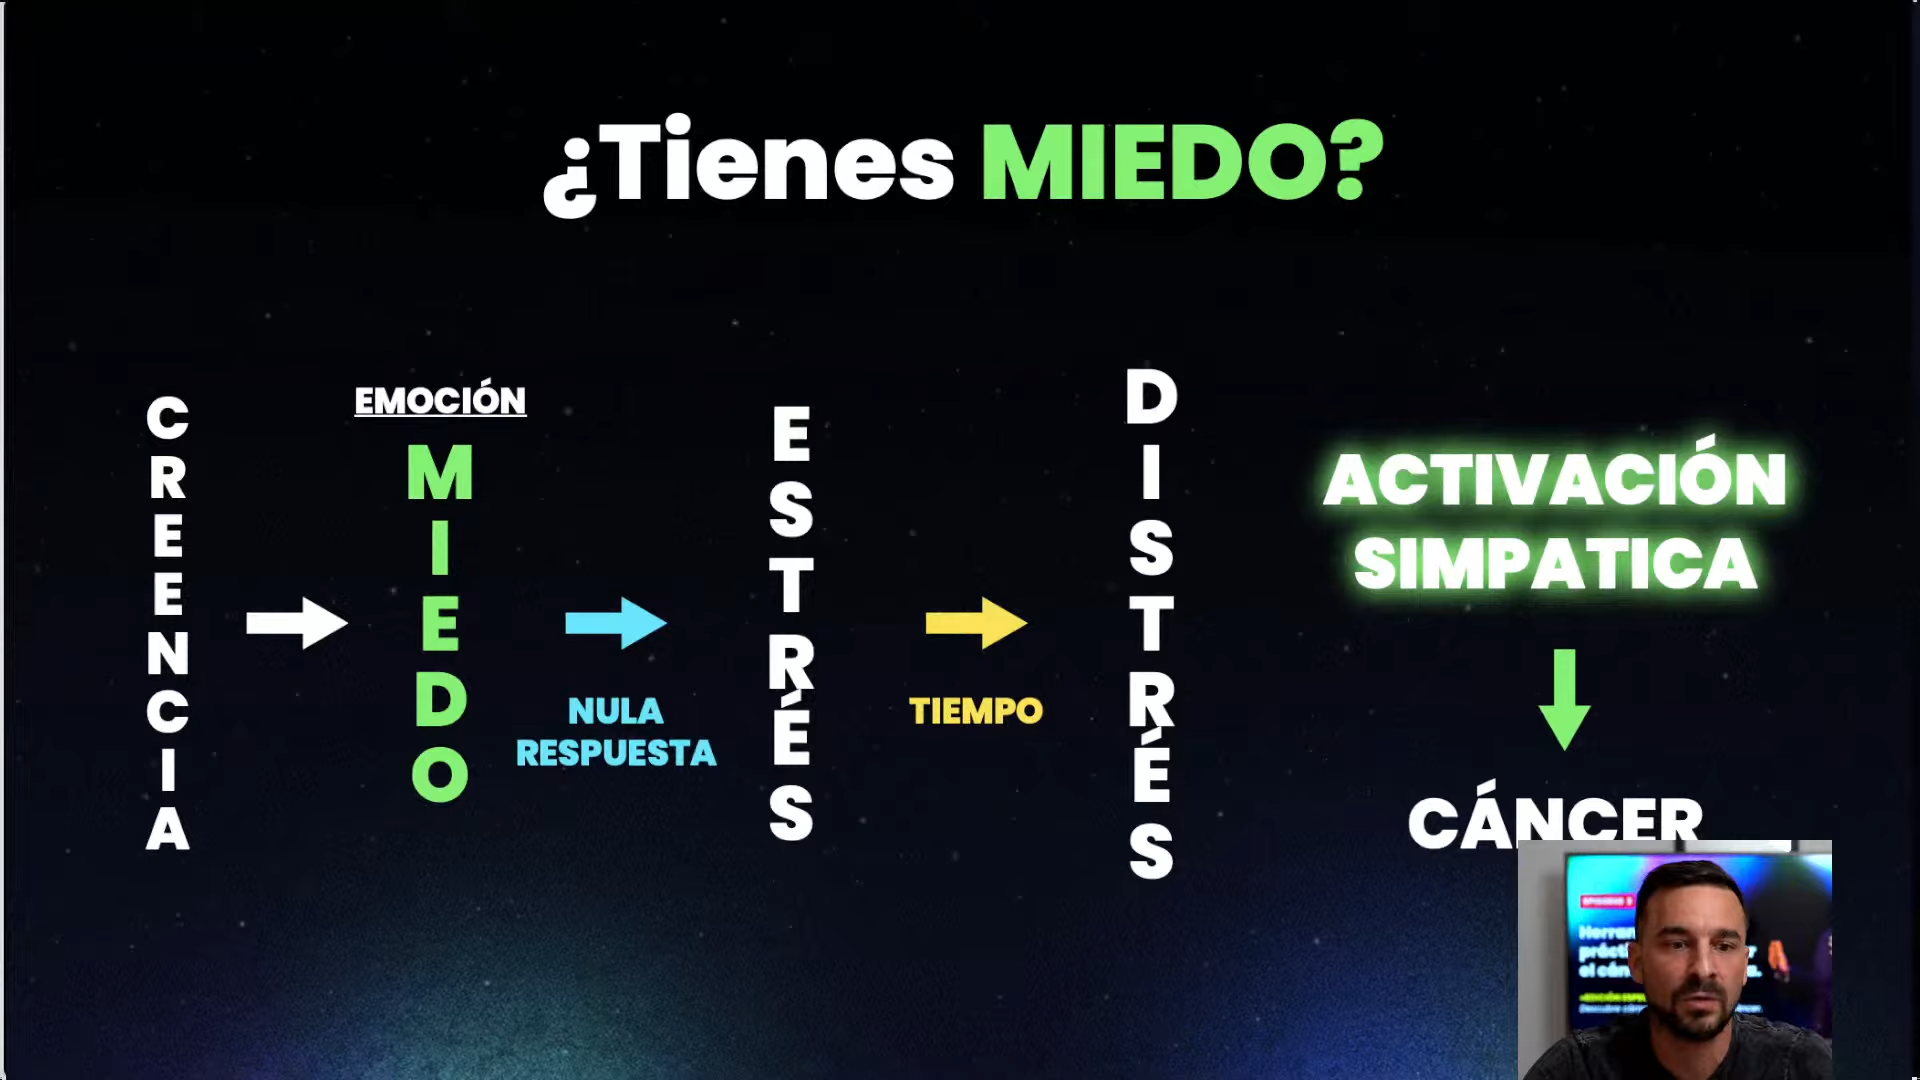 ¿Tienes MIEDO?
CREENCIA
EMOCIÓN
MIEDO
NULA
RESPUESTA
ESTRÉS
TIEMPO
DISTRÉS
ACTIVACIÓN
SIMPATICA
CÁNCER